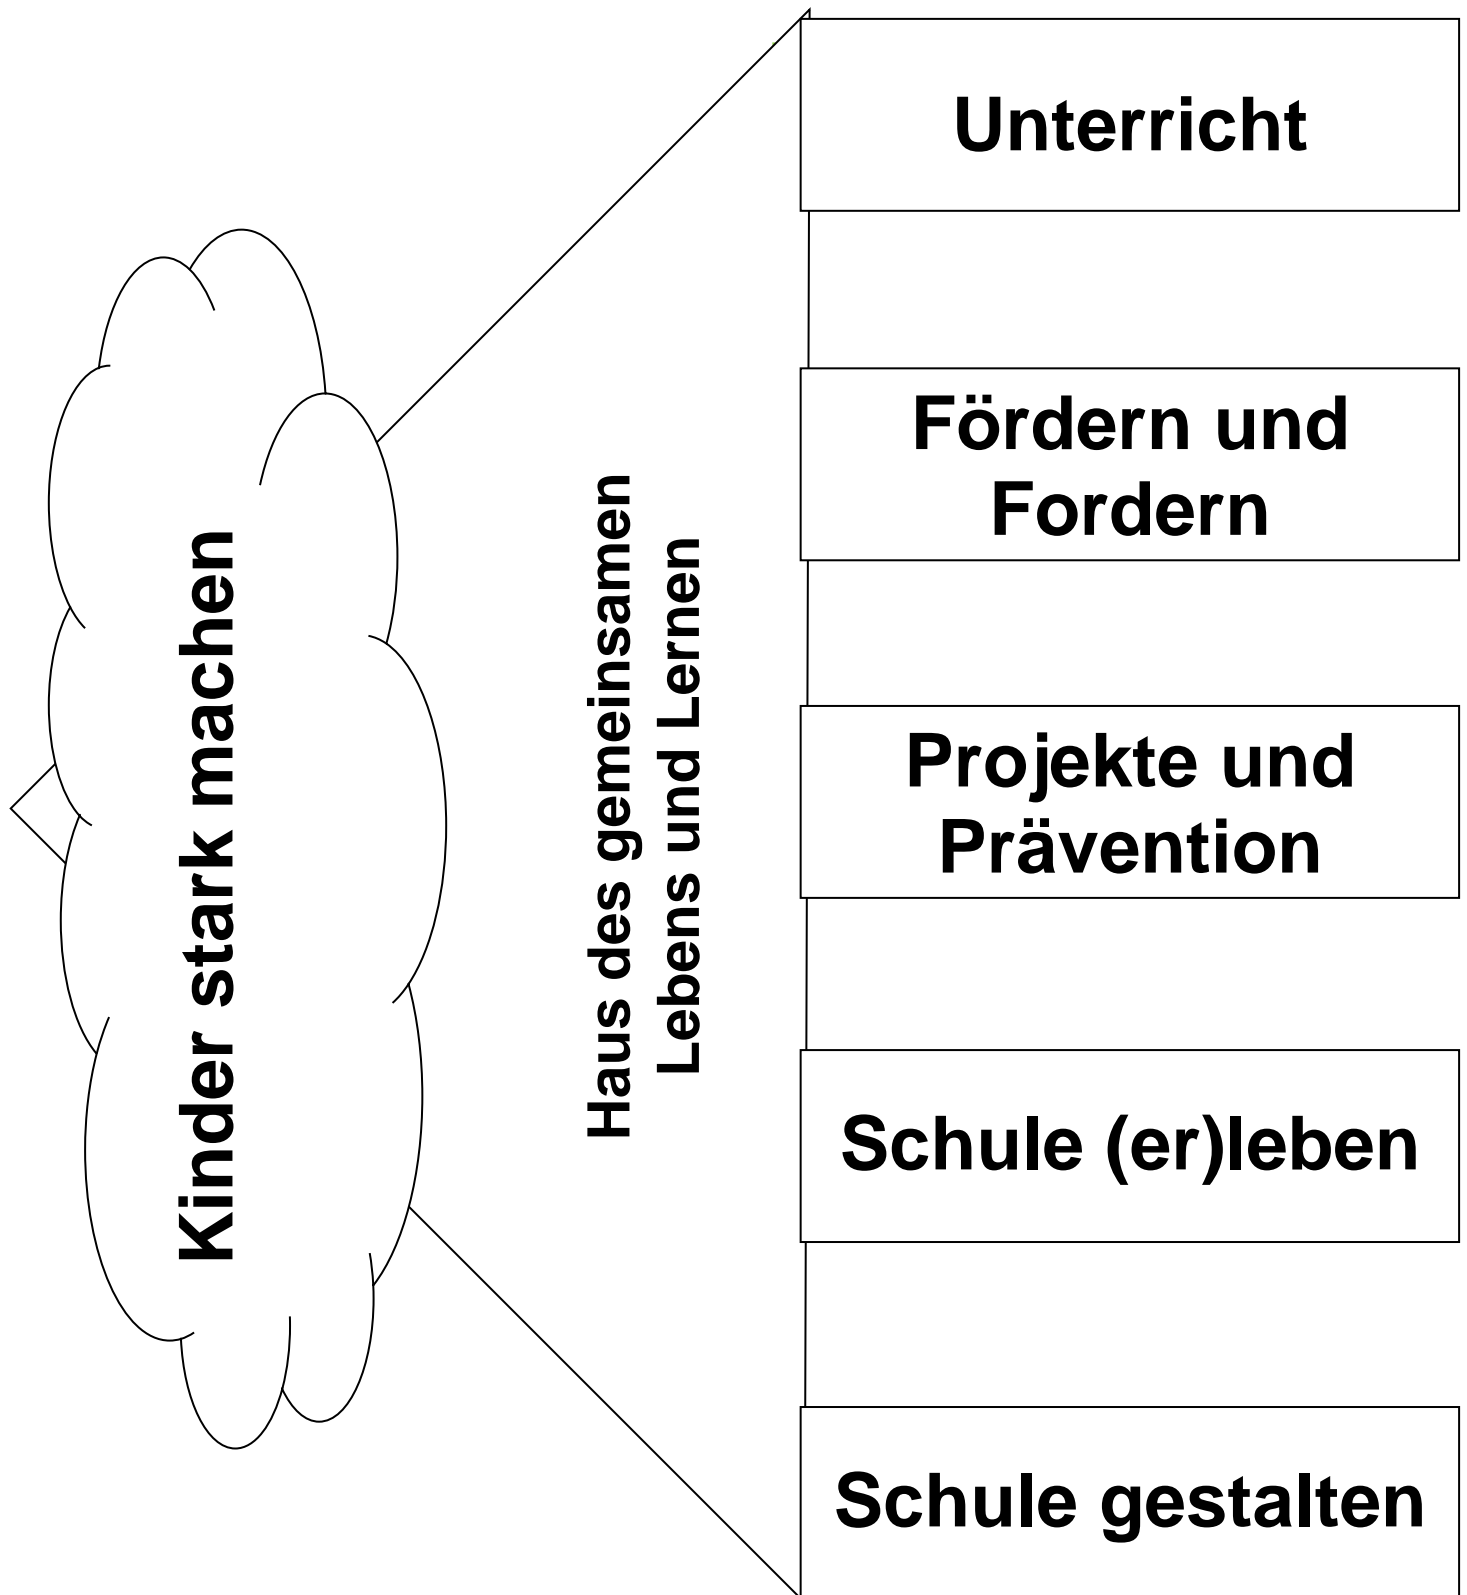 Kinder stark machen
Haus des gemeinsamen
Lebens und Lernen
Unterricht
Fördern und
Fordern
Projekte und
Prävention
Schule (er)leben
Schule gestalten